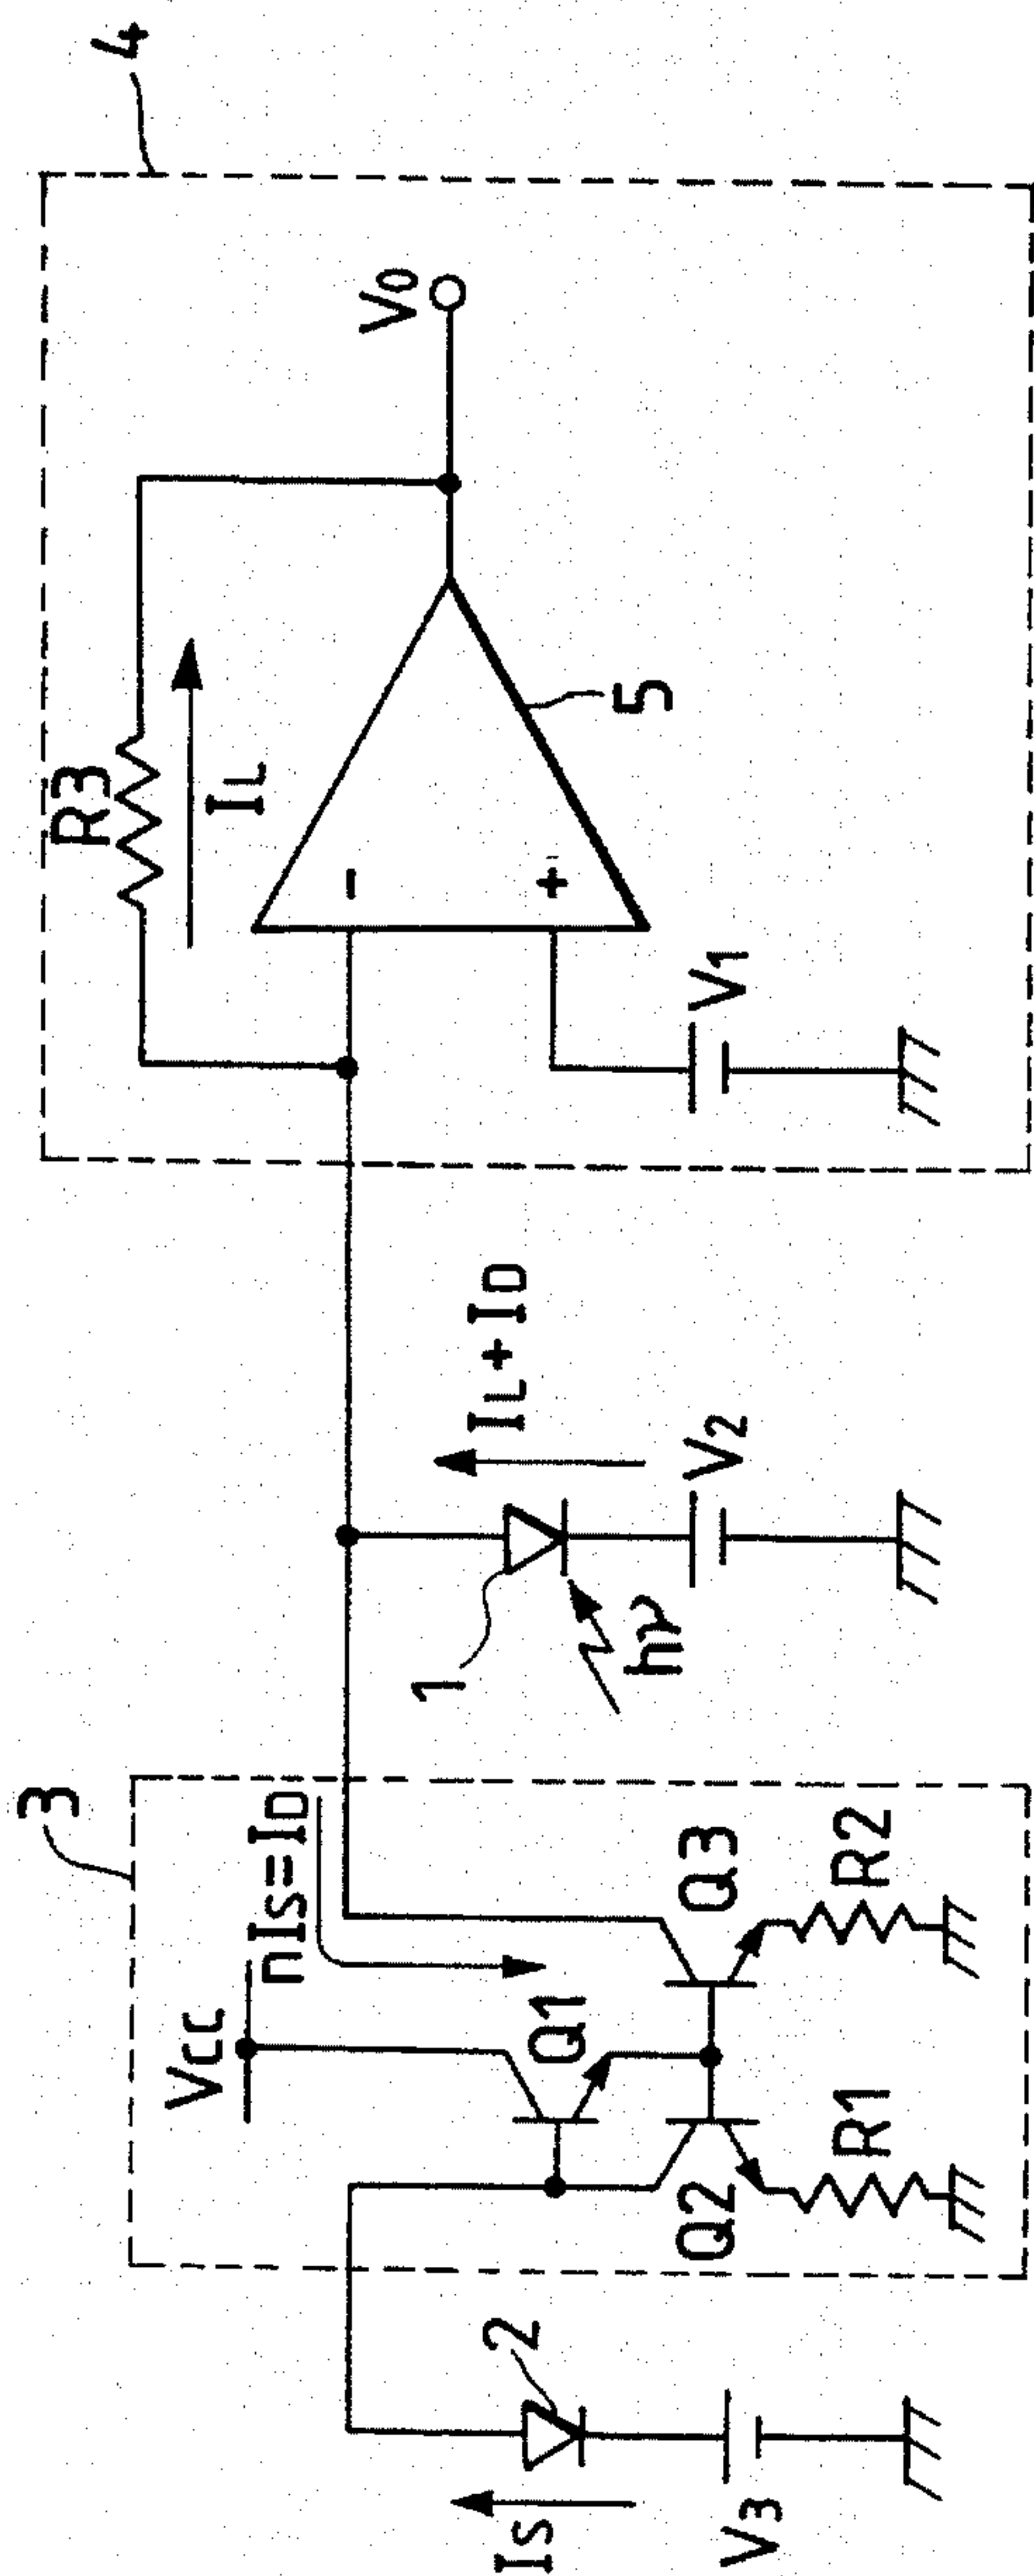 4
R3
IL
V0
-
+
5
V1
IL + ID
V2
1
hν
3
nIS=ID
VCC
Q1
Q3
R2
Q2
R1
2
IS
V3